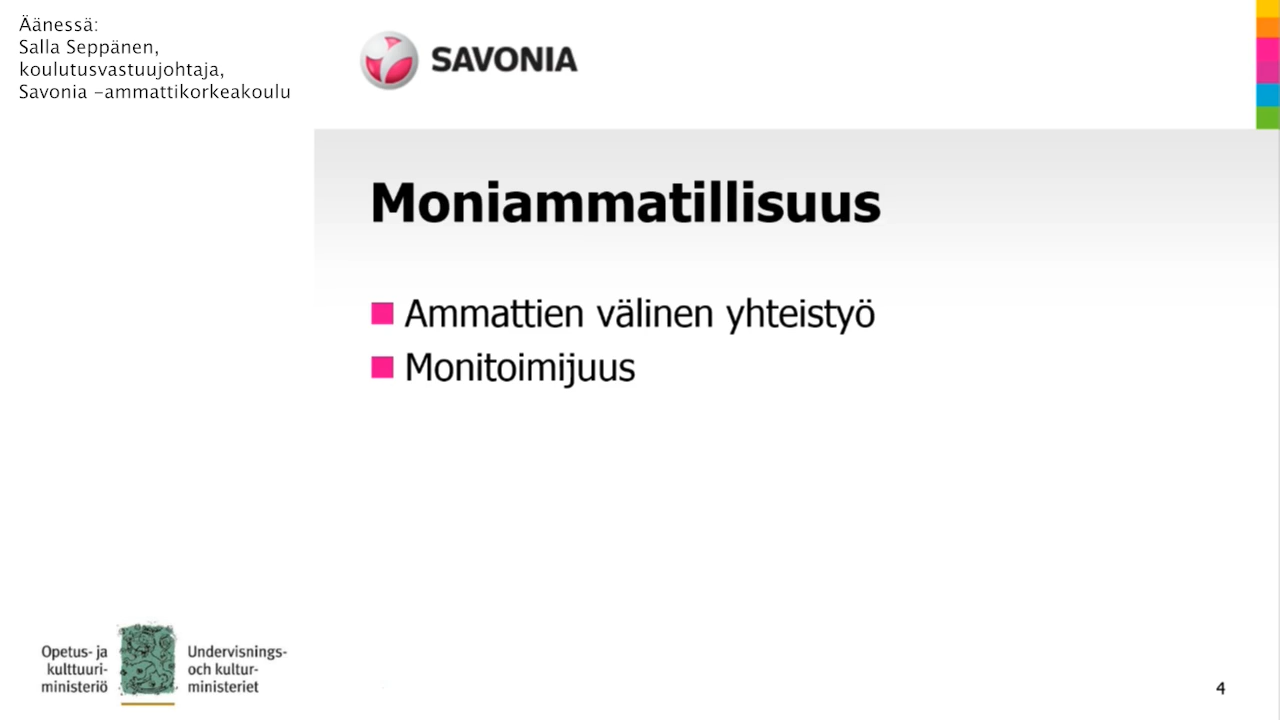 Äänessä:
Salla Seppänen,
koulutusvastuujohtaja,
Savonia –ammattikorkeakoulu
SAVONIA
Moniammatillisuus
Ammattien välinen yhteistyö
Monitoimijuus
Opetus- ja
kulttuuri-
ministeriö
Undervisnings-
och kultur-
ministeriet
4